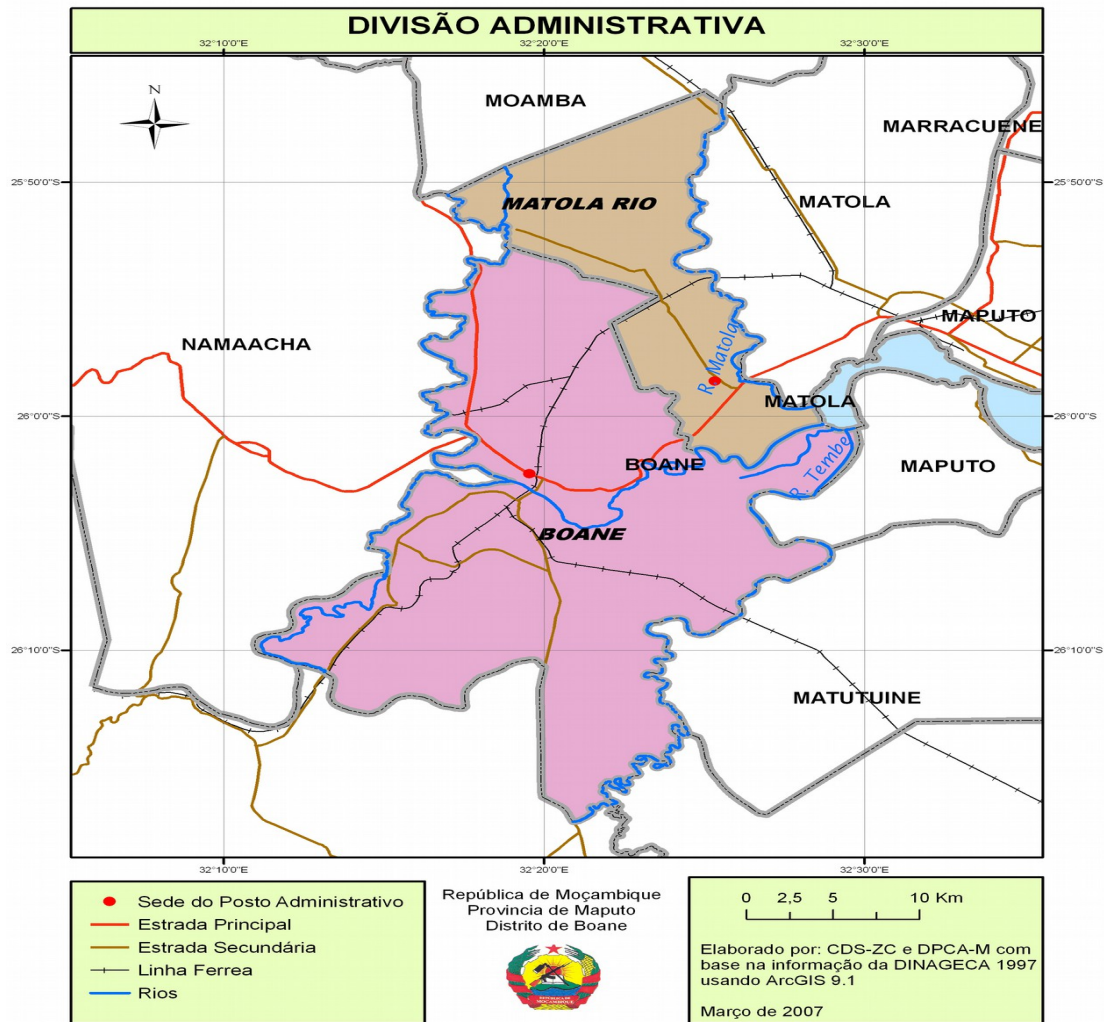 DIVISÃO ADMINISTRATIVA
32°10'0"E
32°20'0"E
32°30'0"E
N
MOAMBA
MARRACUENE
25°50'0"S
25°50'0"S
MATOLA RIO
MATOLA
MAPUTO
NAMAACHA
R. Matola
MATOLA
26°0'0"S
26°0'0"S
BOANE
MAPUTO
R. Tembe
BOANE
26°10'0"S
26°10'0"S
MATUTUINE
32°10'0"E
32°20'0"E
32°30'0"E
Sede do Posto Administrativo
Estrada Principal
Estrada Secundária
Linha Ferrea
Rios
República de Moçambique
Provincia de Maputo
Distrito de Boane
0 2,5 5 10 Km
Elaborado por: CDS-ZC e DPCA-M com
base na informação da DINAGECA 1997
usando ArcGIS 9.1
Março de 2007